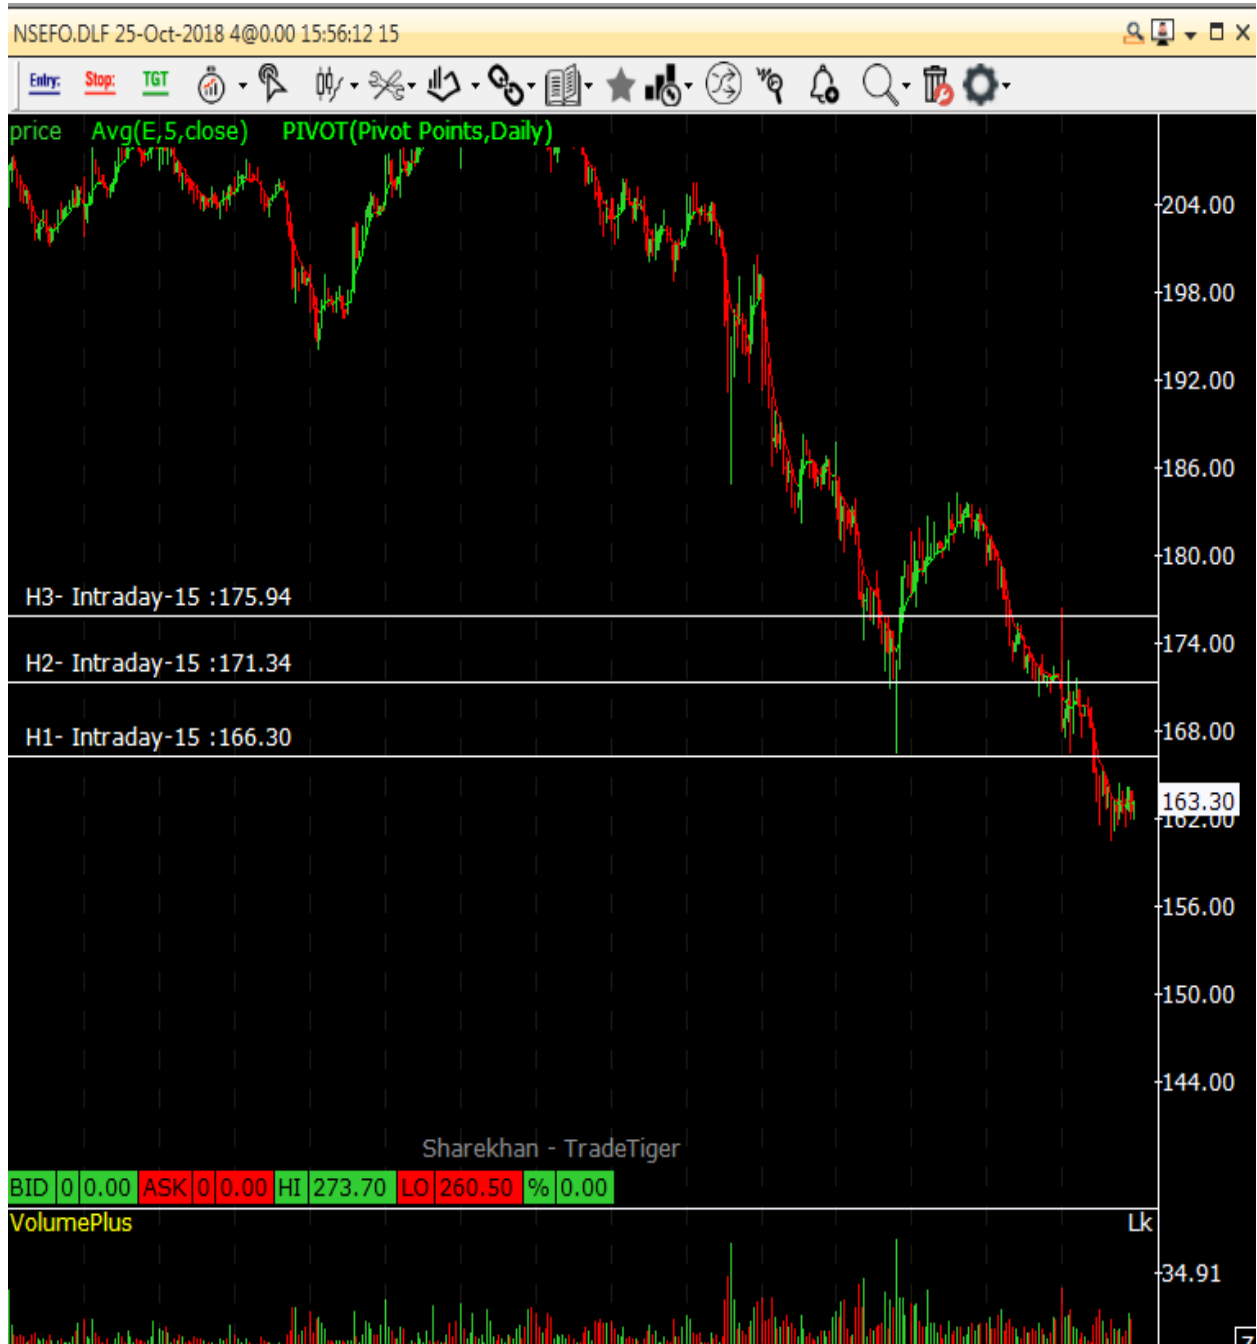 NSEFO.DLF 25-Oct-2018 4@0.00 15:56:12 15
Entry: Stop: TGT
price Avg(E,5,close) PIVOT(Pivot Points,Daily)
204.00
198.00
192.00
186.00
180.00
H3- Intraday-15 :175.94
174.00
H2- Intraday-15 :171.34
H1- Intraday-15 :166.30
168.00
163.30
162.00
156.00
150.00
144.00
Sharekhan - TradeTiger
BID 0 0.00 ASK 0 0.00 HI 273.70 LO 260.50 % 0.00
VolumePlus Lk
34.91